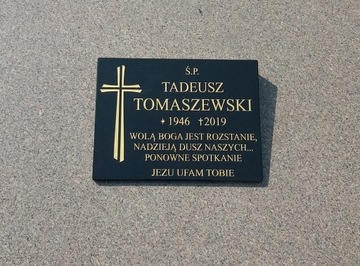 Ś.P.
TADEUSZ
TOMASZEWSKI
* 1946 † 2019
WOLĄ BOGA JEST ROZSTANIE,
NADZIEJĄ DUSZ NASZYCH...
PONOWNE SPOTKANIE
JEZU UFAM TOBIE